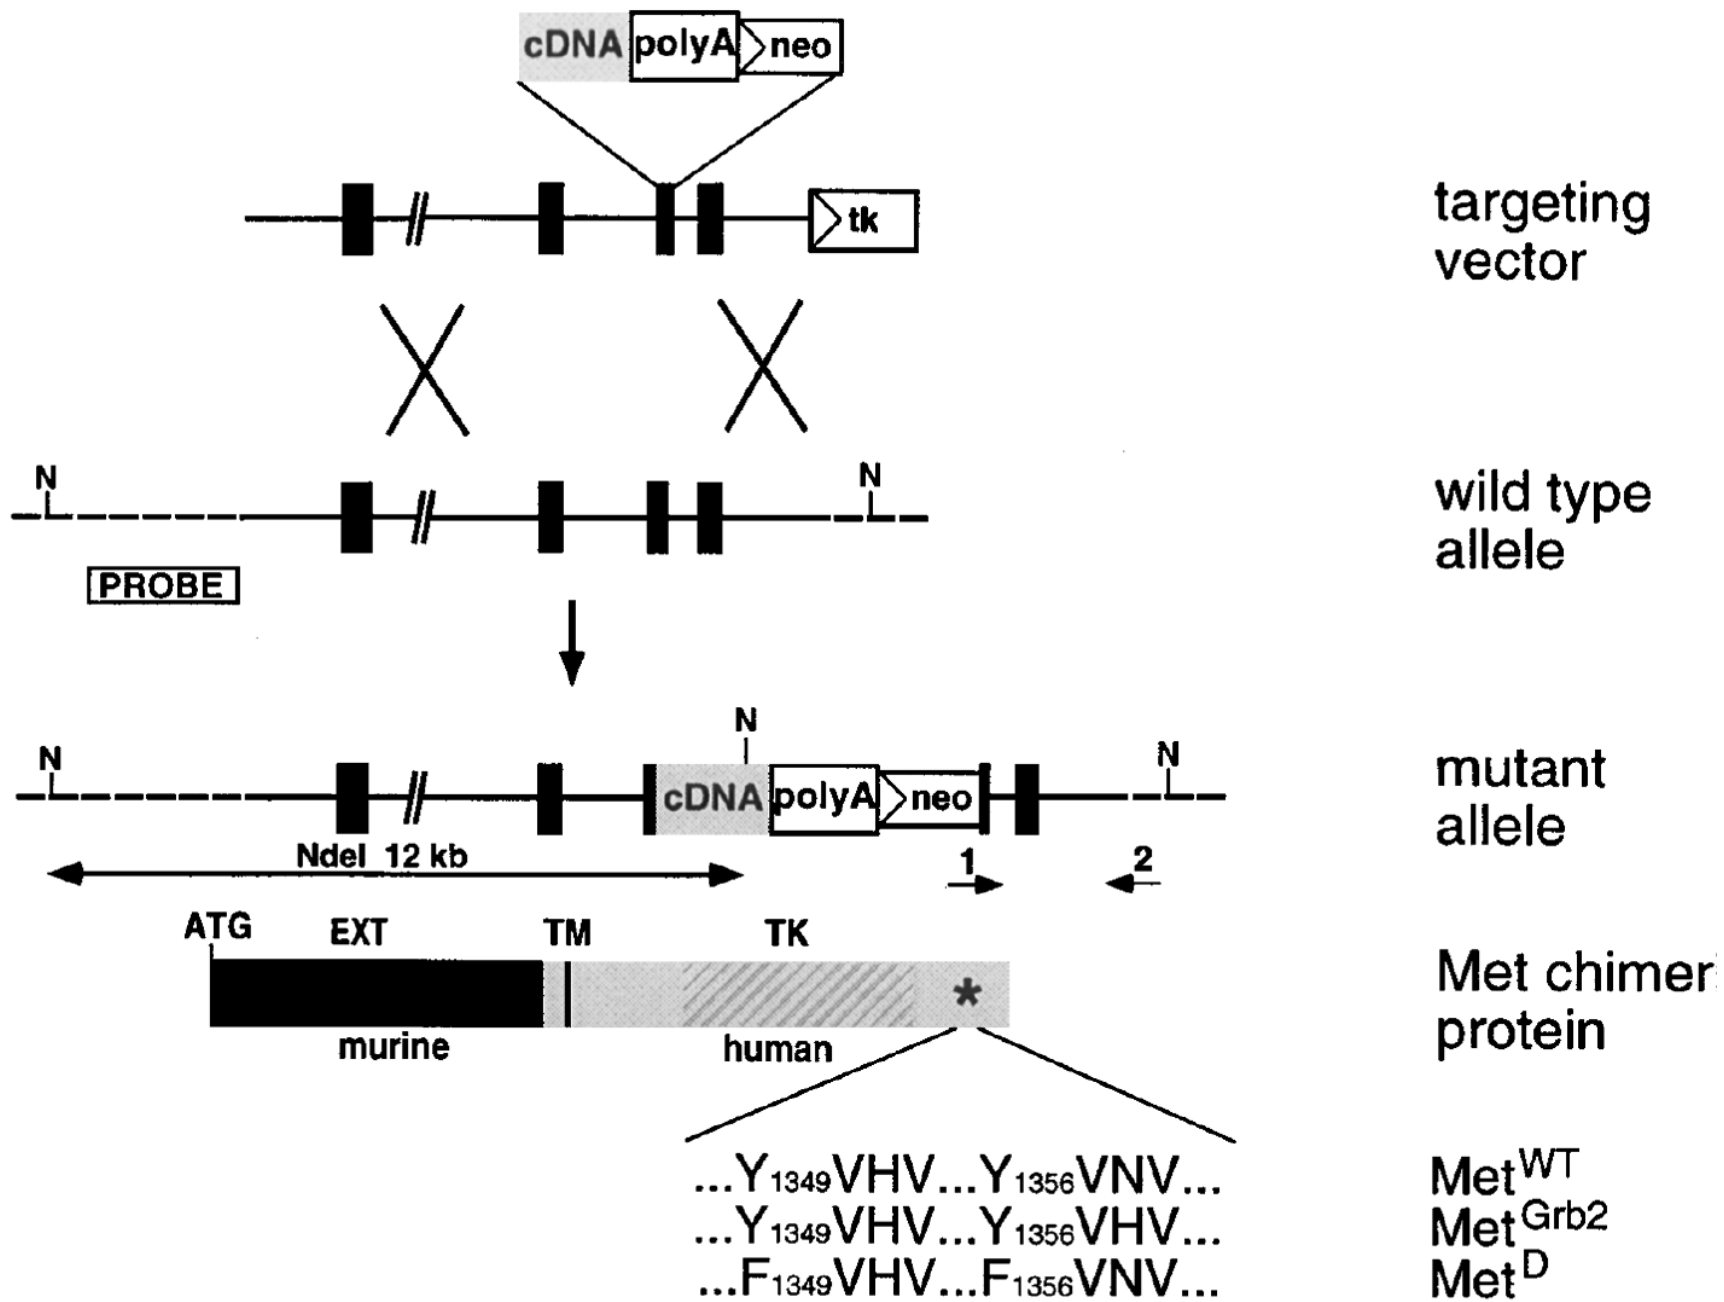 cDNA polyA neo
tk
targeting
vector
N N
wild type
allele
PROBE
N
N N
cDNA polyA neo
mutant
allele
NdeI 12 kb 1 2
ATG EXT TM TK
*
Met chimeri
protein
murine human
...Y1349VHV...Y1356VNV... MetWT
...Y1349VHV...Y1356VHV... MetGrb2
...F1349VHV...F1356VNV... MetD